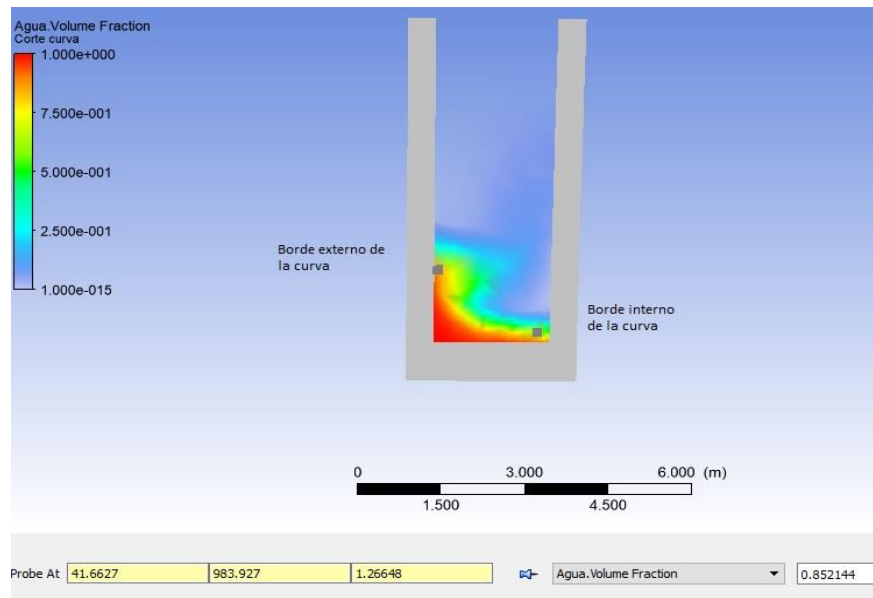 Agua.Volume Fraction
Corte curva
1.000e+000
7.500e-001
5.000e-001
2.500e-001
1.000e-015
Borde externo de
la curva
Borde interno
de la curva
0 3.000 6.000 (m)
1.500 4.500
Probe At 41.6627 983.927 1.26648 Agua.Volume Fraction 0.852144